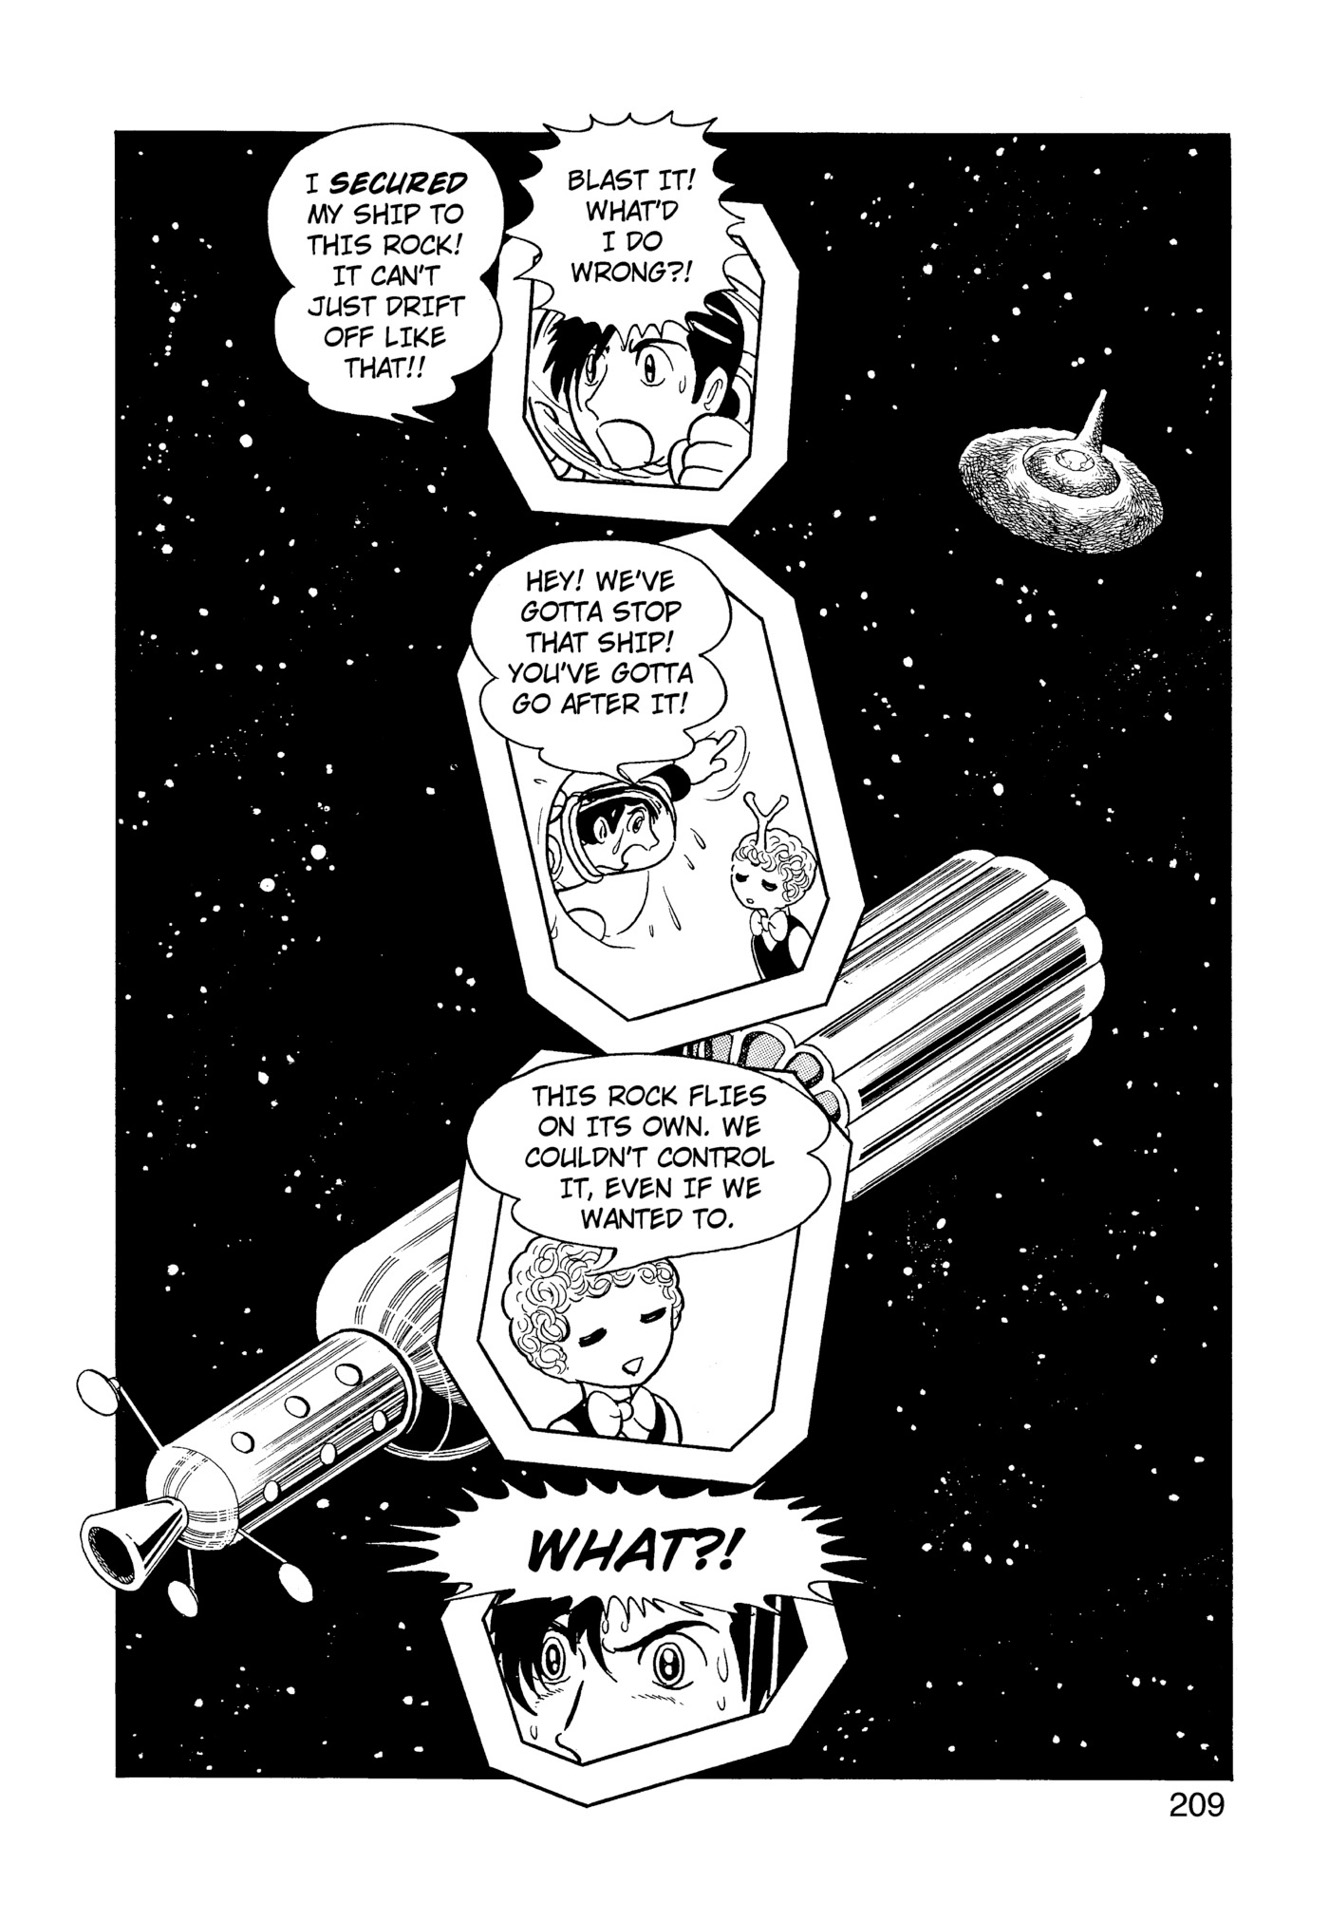 BLAST IT!
WHAT'D
I DO
WRONG?!
I SECURED
MY SHIP TO
THIS ROCK!
IT CAN'T
JUST DRIFT
OFF LIKE
THAT!!
HEY! WE'VE
GOTTA STOP
THAT SHIP!
YOU'VE GOTTA
GO AFTER IT!
THIS ROCK FLIES
ON ITS OWN. WE
COULDN'T CONTROL
IT, EVEN IF WE
WANTED TO.
WHAT?!
209